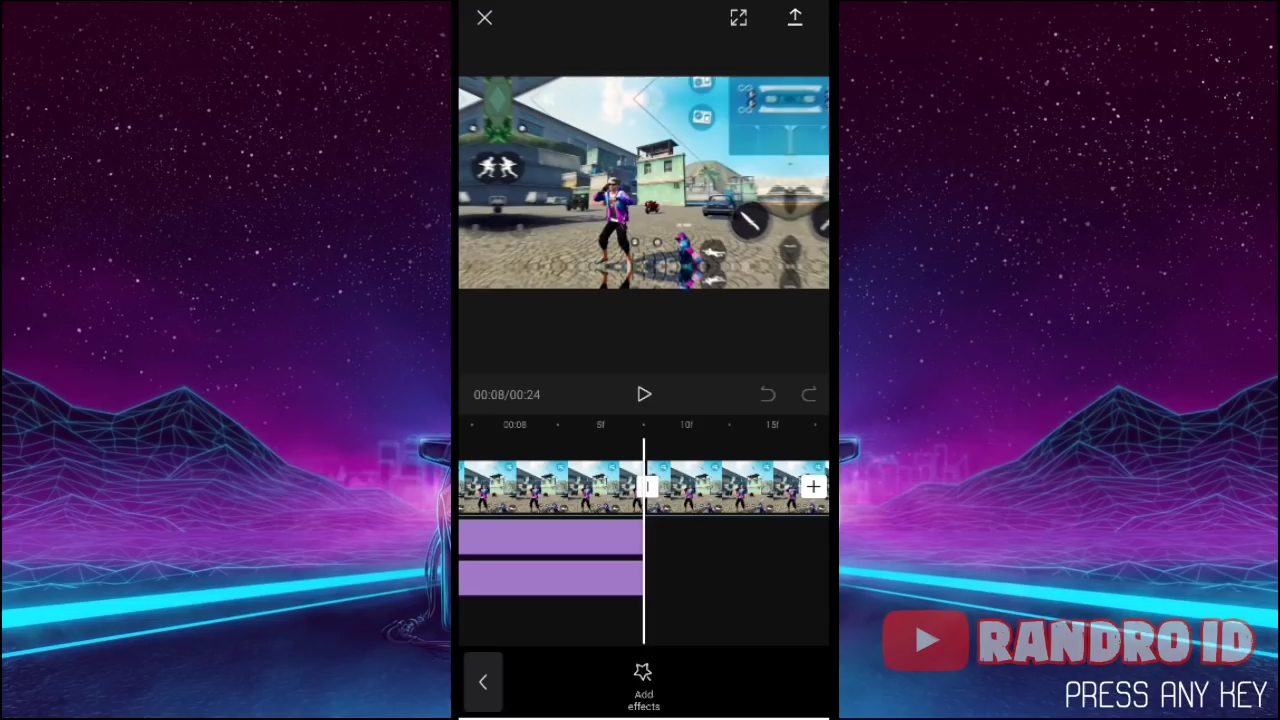 00:08/00:24
00:08
5f
10f
15f
Add
effects
RANDRO ID
PRESS ANY KEY